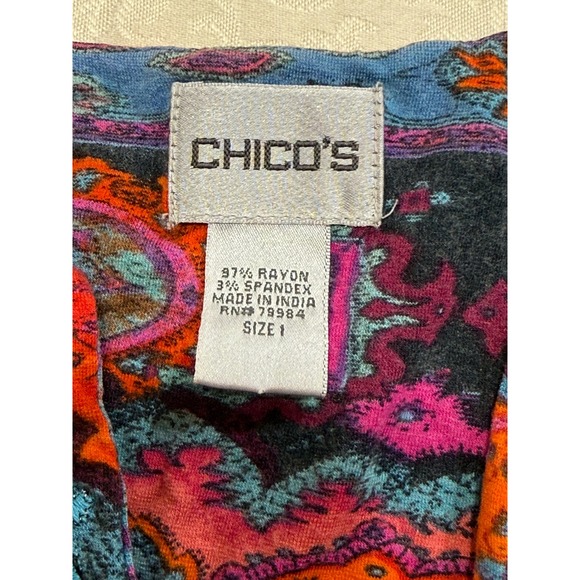 CHICO'S
97% RAYON
3% SPANDEX
MADE IN INDIA
RN# 79984
SIZE 1